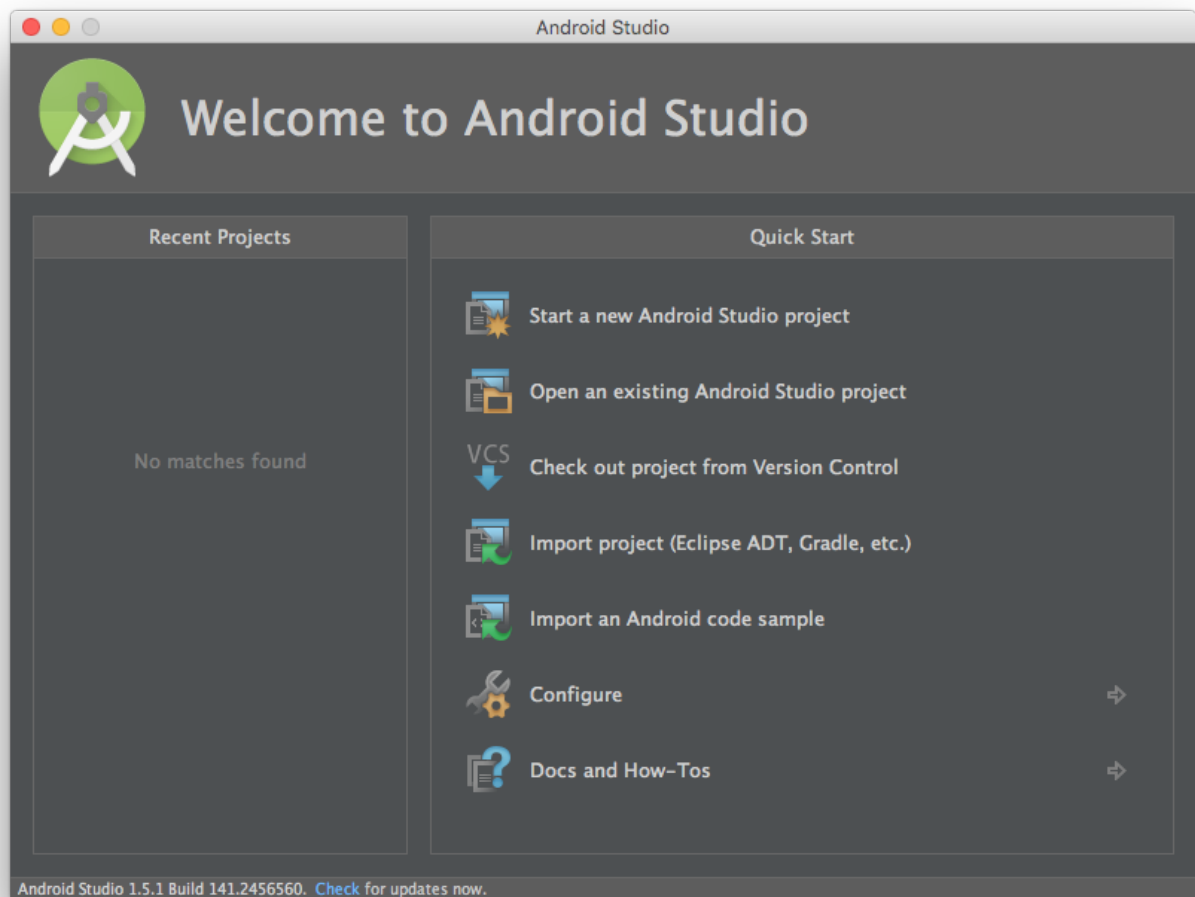 Android Studio
Welcome to Android Studio
Recent Projects
No matches found
Quick Start
Start a new Android Studio project
Open an existing Android Studio project
VCS
Check out project from Version Control
Import project (Eclipse ADT, Gradle, etc.)
Import an Android code sample
Configure
Docs and How-Tos
Android Studio 1.5.1 Build 141.2456560. Check for updates now.